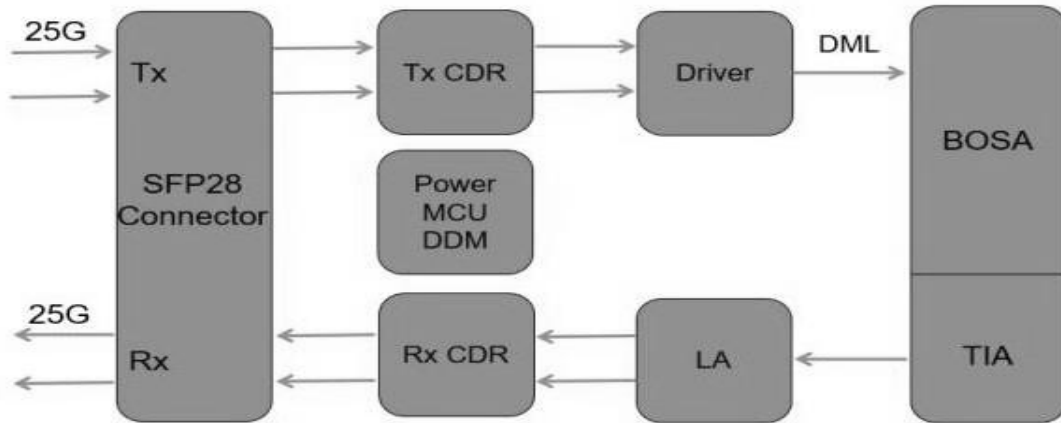 25G
Tx
SFP28
Connector
25G
Rx
Tx CDR
Power
MCU
DDM
Rx CDR
Driver
LA
DML
BOSA
TIA